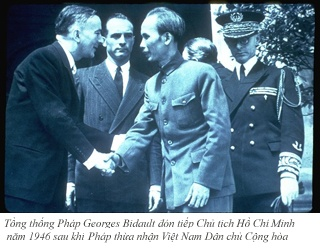 Tổng thống Pháp Georges Bidault đón tiếp Chủ tịch Hồ Chí Minh
năm 1946 sau khi Pháp thừa nhận Việt Nam Dân chủ Cộng hòa